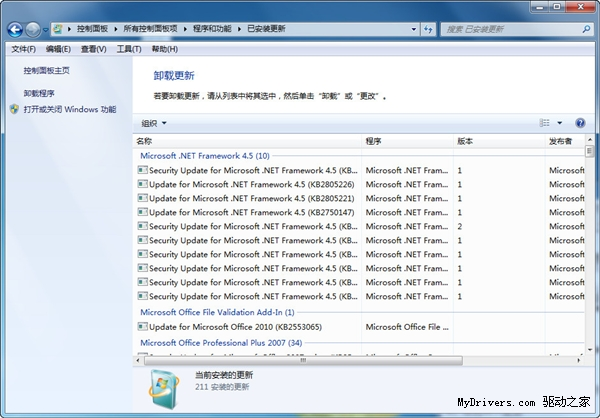 控制面板 ▸ 所有控制面板项 ▸ 程序和功能 ▸ 已安装更新
搜索 已安装更新
文件(F) 编辑(E) 查看(V) 工具(T) 帮助(H)
控制面板主页
卸载程序
打开或关闭 Windows 功能
卸载更新
若要卸载更新，请从列表中将其选中，然后单击“卸载”或“更改”。
组织
名称 程序 版本 发布者
Microsoft .NET Framework 4.5 (10)
Security Update for Microsoft .NET Framework 4.5 (KB... Microsoft .NET Fram... 1 Microsoft
Update for Microsoft .NET Framework 4.5 (KB2805226) Microsoft .NET Fram... 1 Microsoft
Update for Microsoft .NET Framework 4.5 (KB2805221) Microsoft .NET Fram... 1 Microsoft
Update for Microsoft .NET Framework 4.5 (KB2750147) Microsoft .NET Fram... 1 Microsoft
Security Update for Microsoft .NET Framework 4.5 (KB... Microsoft .NET Fram... 2 Microsoft
Security Update for Microsoft .NET Framework 4.5 (KB... Microsoft .NET Fram... 1 Microsoft
Security Update for Microsoft .NET Framework 4.5 (KB... Microsoft .NET Fram... 1 Microsoft
Security Update for Microsoft .NET Framework 4.5 (KB... Microsoft .NET Fram... 1 Microsoft
Security Update for Microsoft .NET Framework 4.5 (KB... Microsoft .NET Fram... 1 Microsoft
Security Update for Microsoft .NET Framework 4.5 (KB... Microsoft .NET Fram... 1 Microsoft
Microsoft Office File Validation Add-In (1)
Update for Microsoft Office 2010 (KB2553065) Microsoft Office File ... Microsoft
Microsoft Office Professional Plus 2007 (34)
当前安装的更新
211 安装的更新
MyDrivers.com 驱动之家